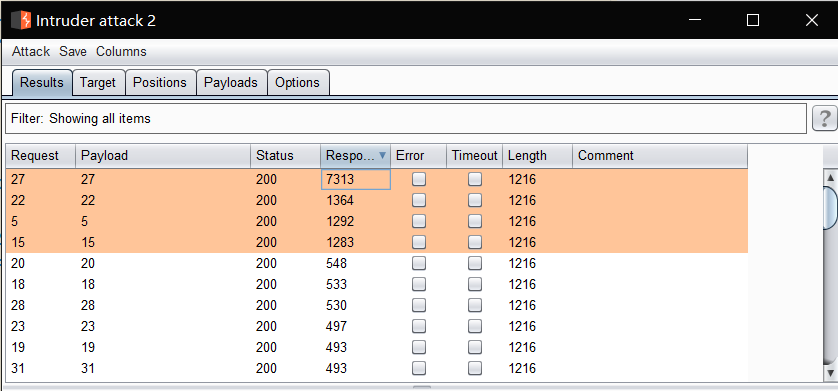 Intruder attack 2
Attack Save Columns
Results Target Positions Payloads Options
Filter: Showing all items ?
Request Payload Status Respo... Error Timeout Length Comment
27 27 200 7313 1216
22 22 200 1364 1216
5 5 200 1292 1216
15 15 200 1283 1216
20 20 200 548 1216
18 18 200 533 1216
28 28 200 530 1216
23 23 200 497 1216
19 19 200 493 1216
31 31 200 493 1216